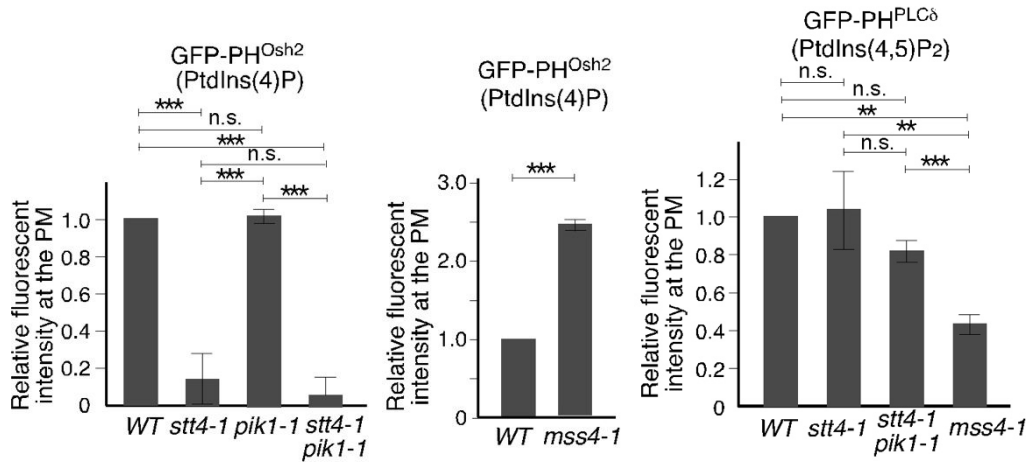 GFP-PH^Osh2
(PtdIns(4)P)
***
n.s.
***
n.s.
***
***
Relative fluorescent
intensity at the PM
1.0
0.8
0.6
0.4
0.2
0
WT stt4-1 pik1-1 stt4-1
pik1-1
GFP-PH^Osh2
(PtdIns(4)P)
***
Relative fluorescent
intensity at the PM
3.0
2.0
1.0
0
WT mss4-1
GFP-PH^PLCδ
(PtdIns(4,5)P2)
n.s.
n.s.
**
**
n.s.
***
Relative fluorescent
intensity at the PM
1.2
1.0
0.8
0.6
0.4
0.2
0
WT stt4-1 stt4-1 mss4-1
pik1-1